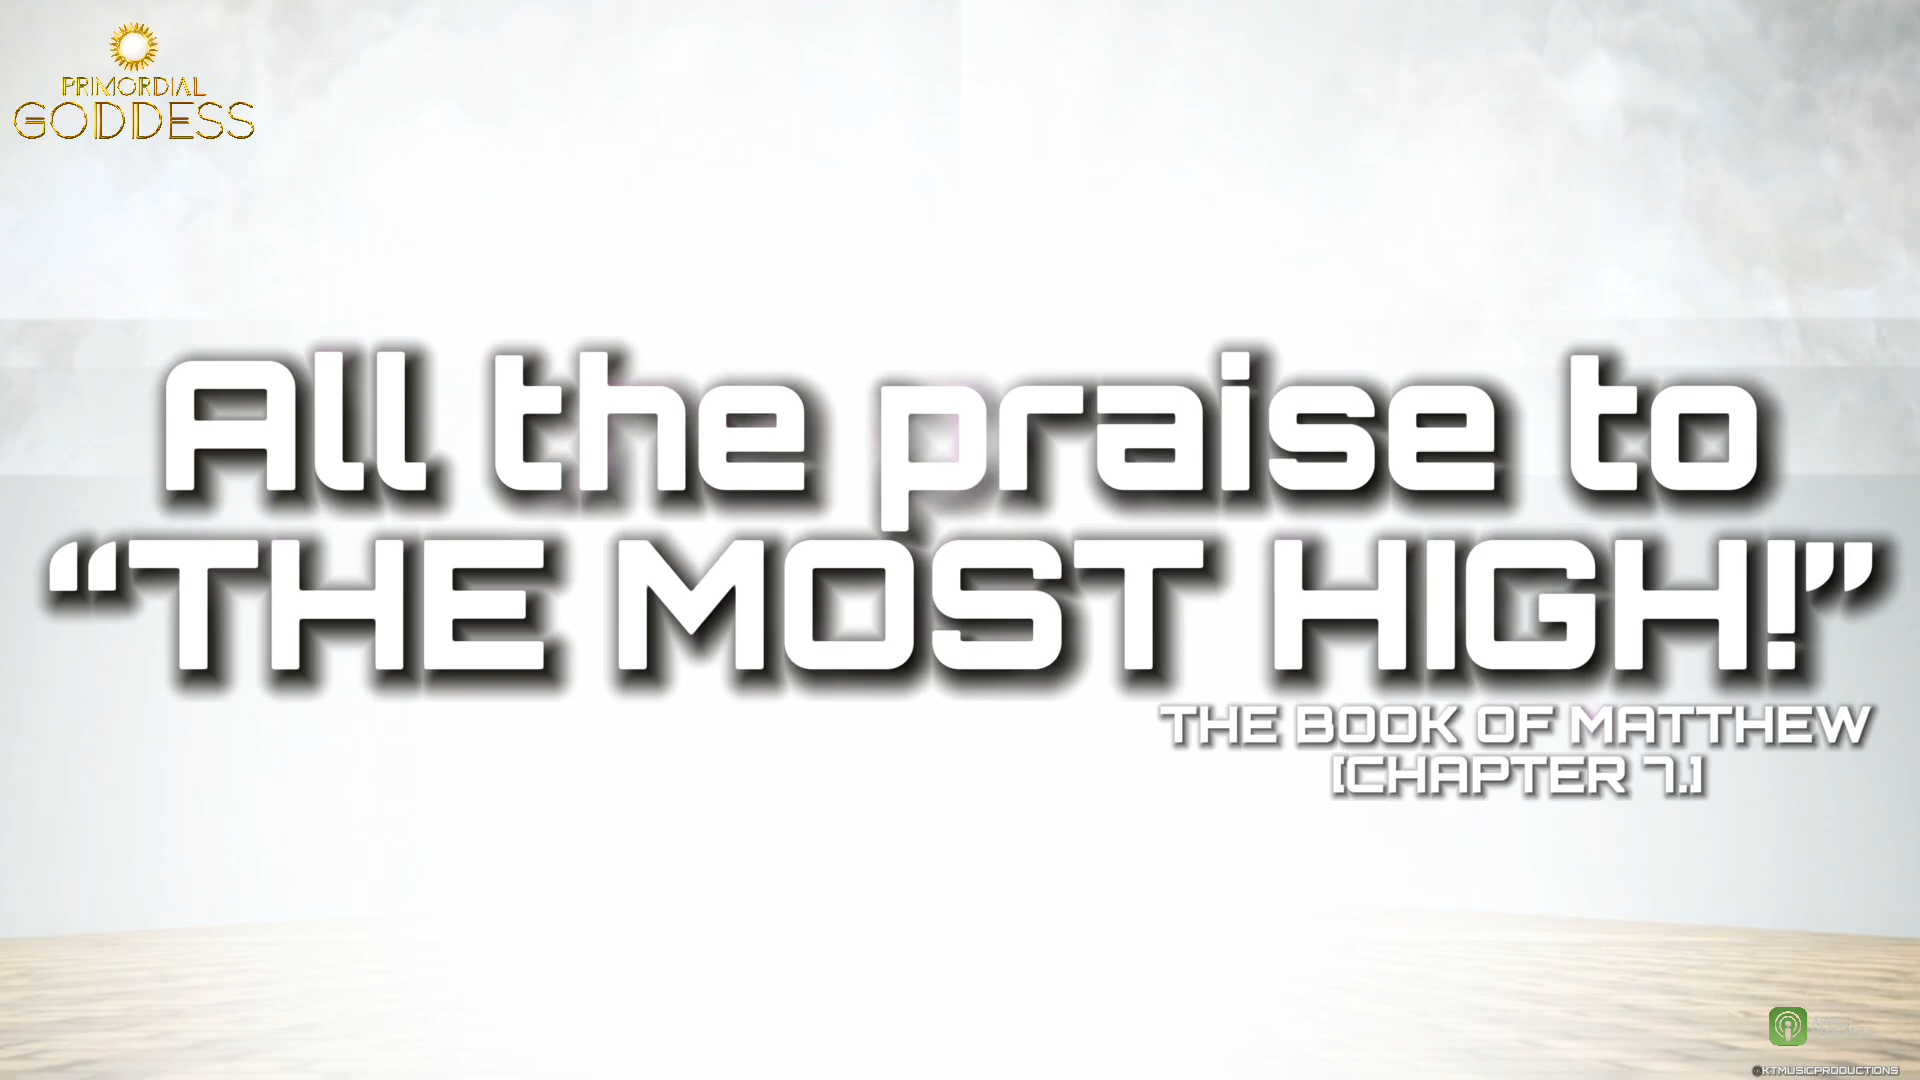 PRIMORDIAL
GODDESS
All the praise to
“THE MOST HIGH!”
THE BOOK OF MATTHEW
[CHAPTER 7.]
@KTMUSICPRODUCTIONS